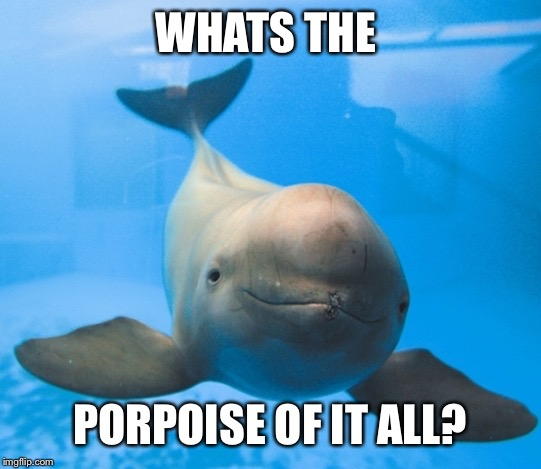 WHATS THE
PORPOISE OF IT ALL?
imgflip.com